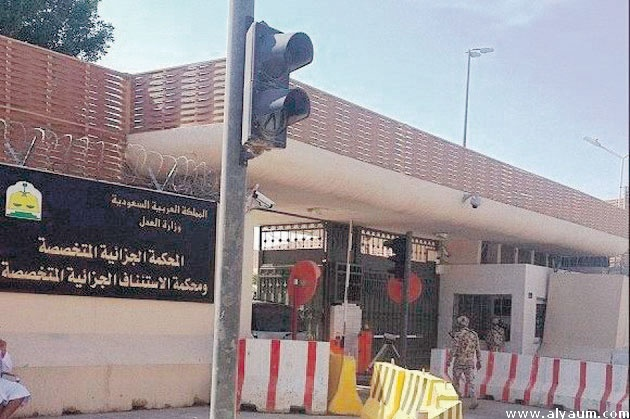 المملكة العربية السعودية
وزارة العدل
المحكمة الجزائية المتخصصة
ومحكمة الاستئناف الجزائية المتخصصة
www.alyaum.com